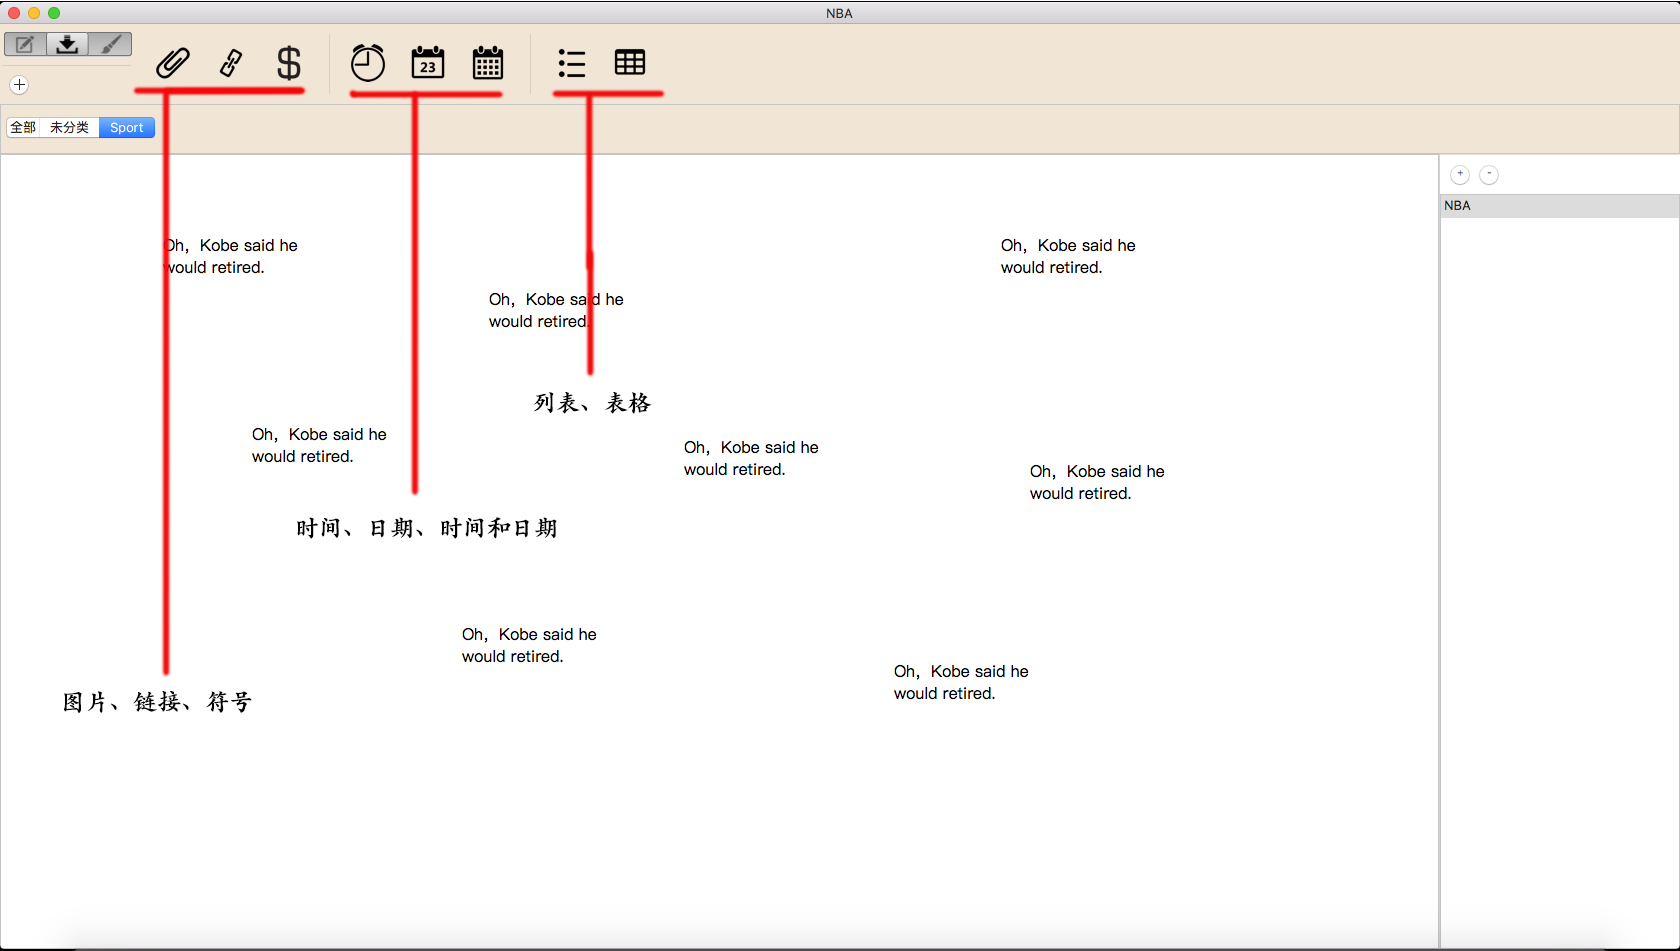 NBA
23
全部 未分类 Sport
NBA
Oh，Kobe said he
would retired.
Oh，Kobe said he
would retired.
Oh，Kobe said he
would retired.
列表、表格
Oh，Kobe said he
would retired.
Oh，Kobe said he
would retired.
Oh，Kobe said he
would retired.
时间、日期、时间和日期
Oh，Kobe said he
would retired.
Oh，Kobe said he
would retired.
图片、链接、符号